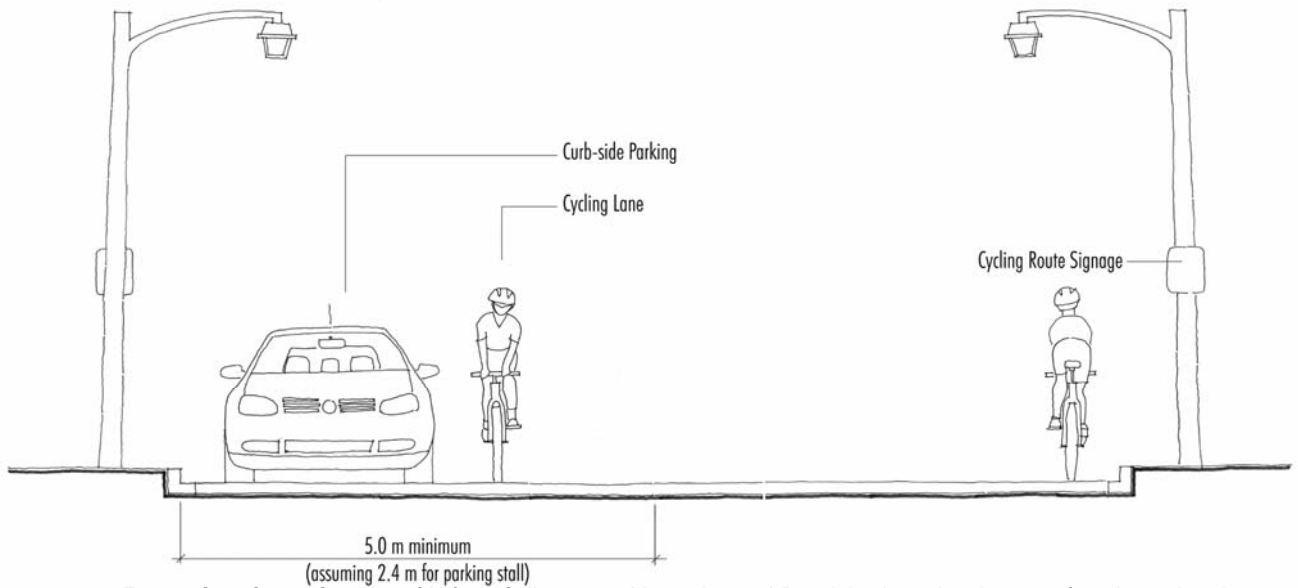 Curb-side Parking
Cycling Lane
Cycling Route Signage
5.0 m minimum
(assuming 2.4 m for parking stall)